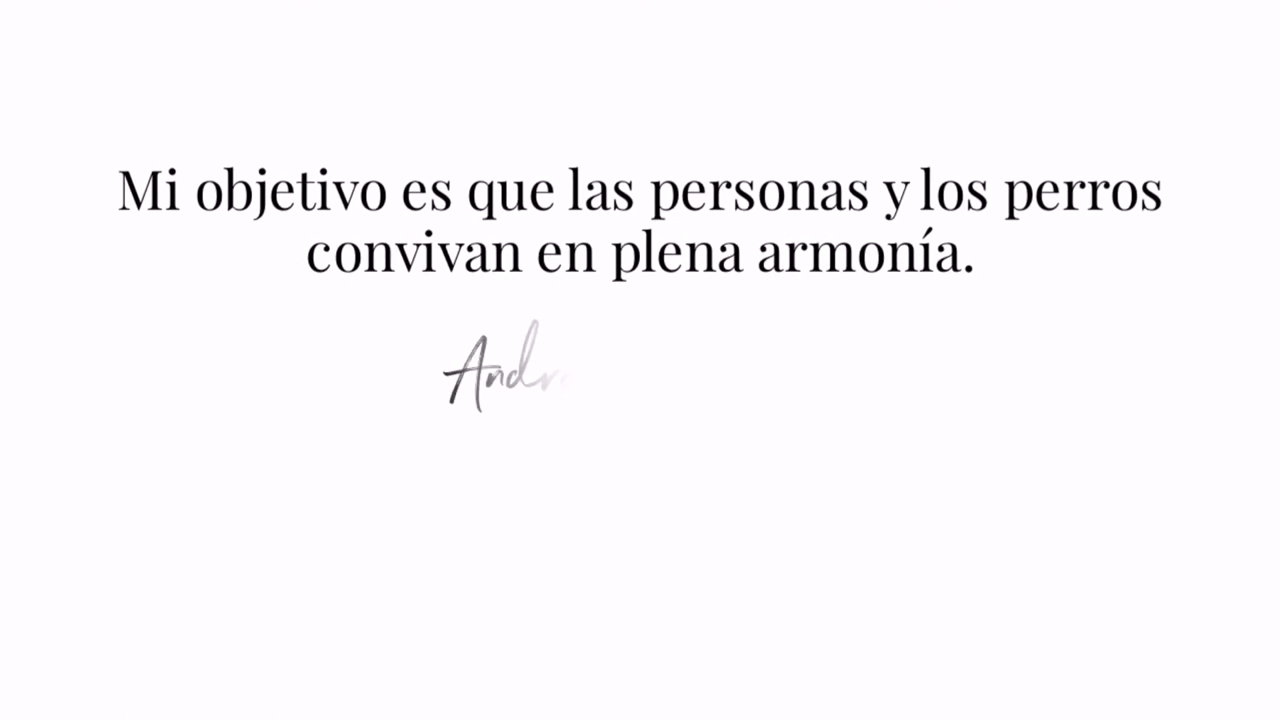 Mi objetivo es que las personas y los perros
convivan en plena armonía.